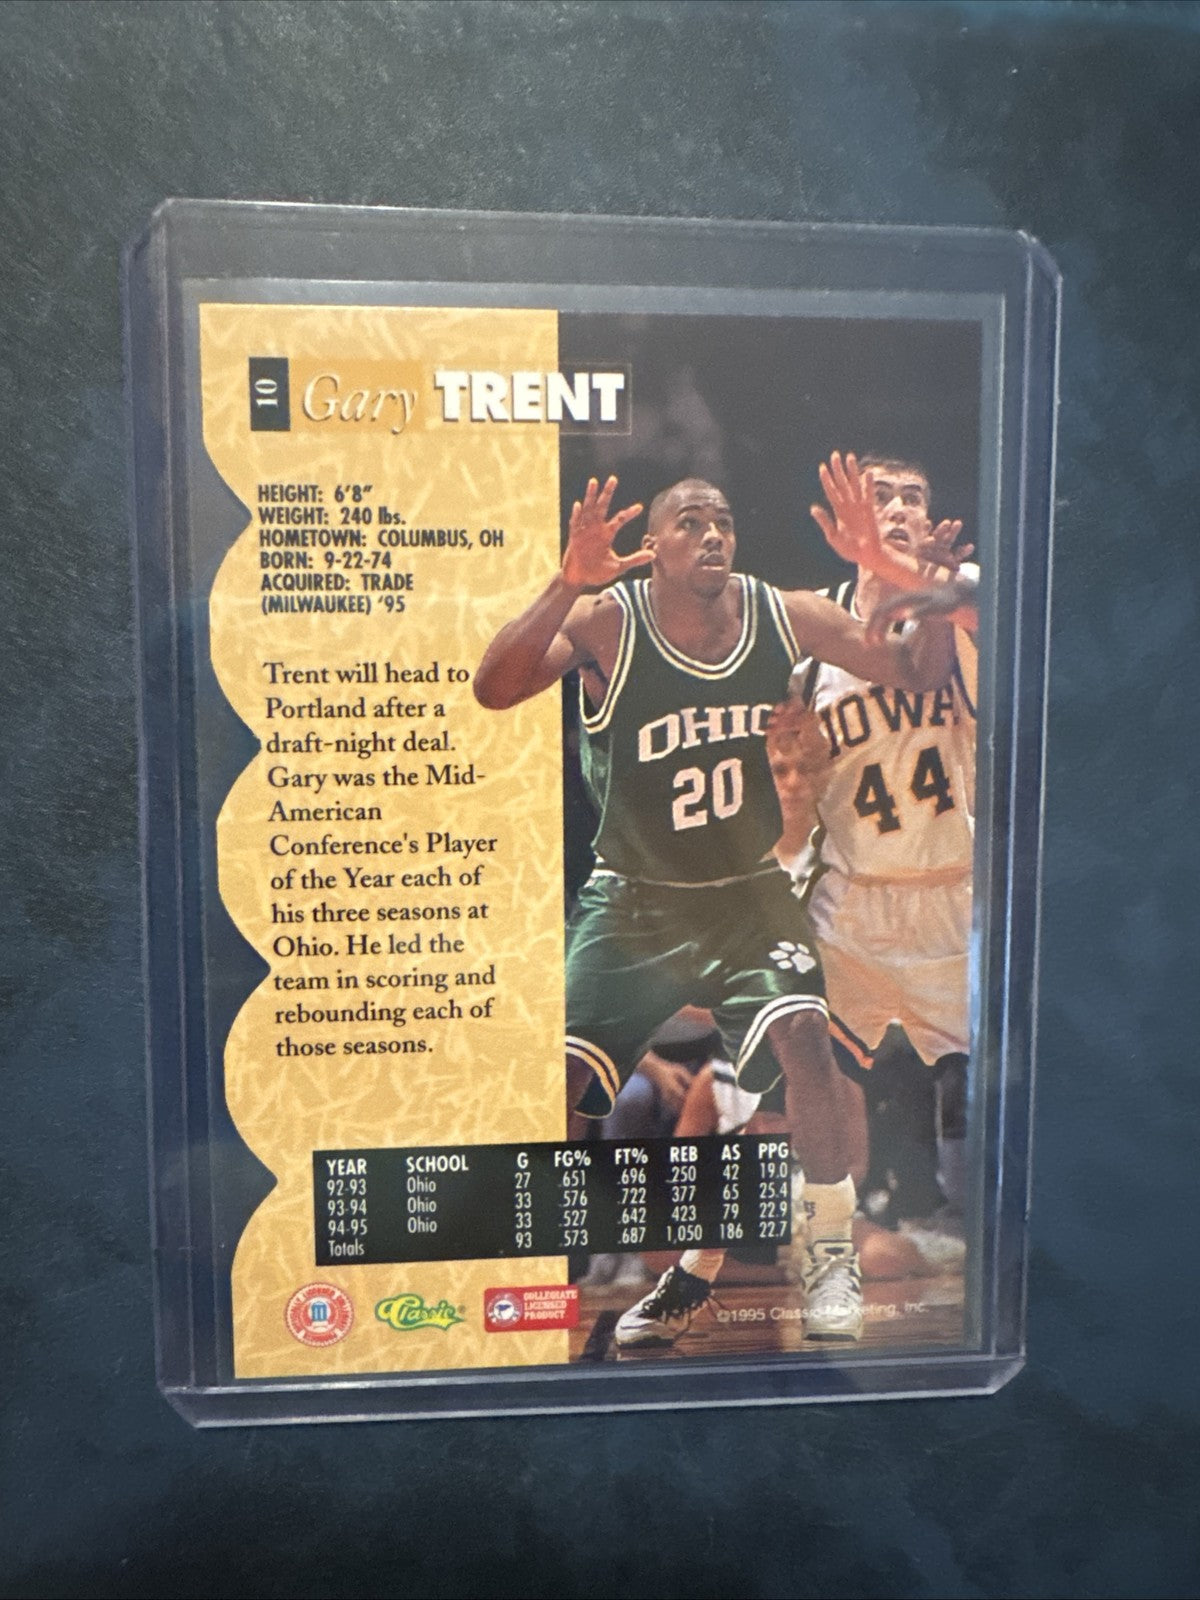 10 Gary TRENT
HEIGHT: 6'8"
WEIGHT: 240 lbs.
HOMETOWN: COLUMBUS, OH
BORN: 9-22-74
ACQUIRED: TRADE
(MILWAUKEE) '95
Trent will head to
Portland after a
draft-night deal.
Gary was the Mid-
American
Conference's Player
of the Year each of
his three seasons at
Ohio. He led the
team in scoring and
rebounding each of
those seasons.
OHIO
20
IOWA
44
YEAR SCHOOL G FG% FT% REB AS PPG
92-93 Ohio 27 .651 .696 250 42 19.0
93-94 Ohio 33 .576 .722 377 65 25.4
94-95 Ohio 33 .527 .642 423 79 22.9
Totals 93 .573 .687 1,050 186 22.7
Classic®
COLLEGIATE
LICENSED
PRODUCT
©1995 Classic Marketing, Inc.